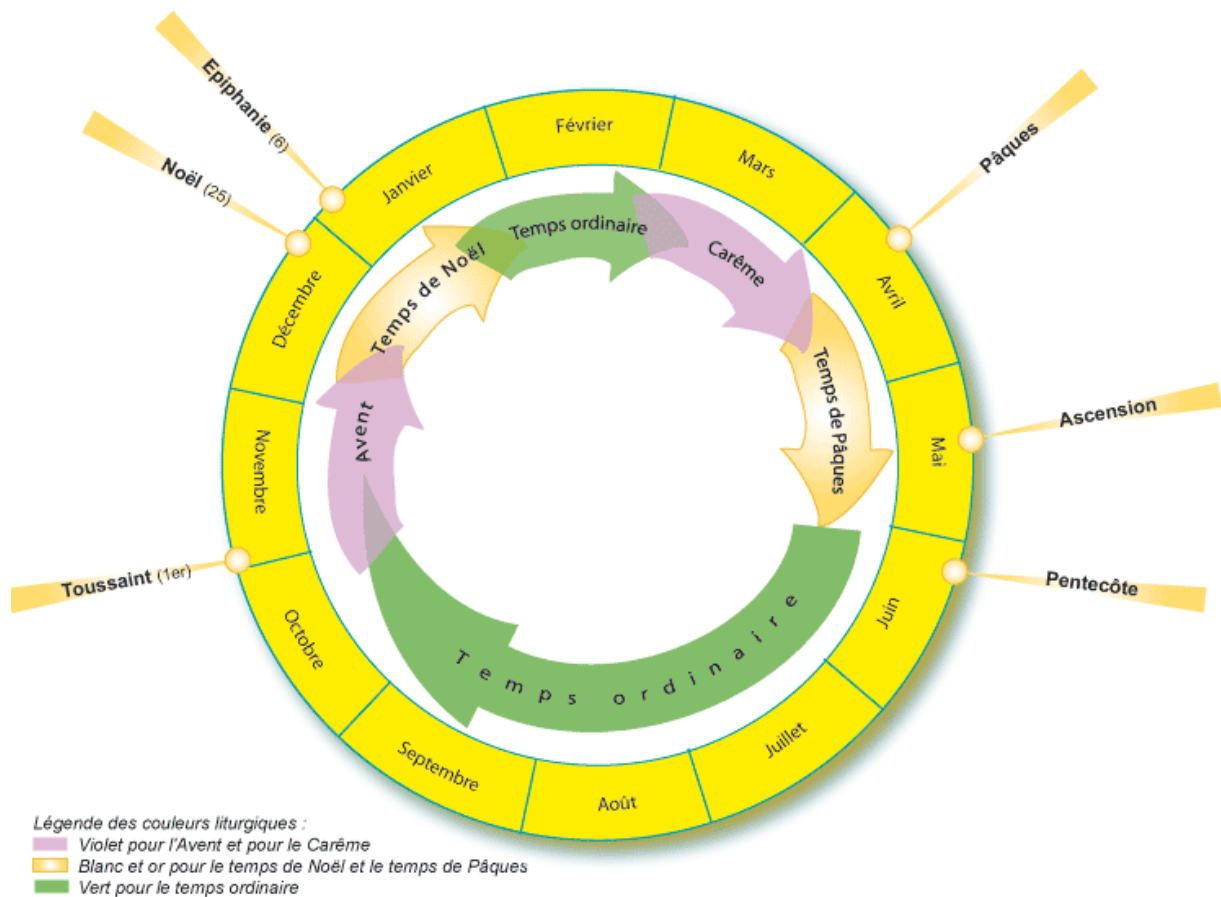 Epiphanie (6)
Noël (25)
Pâques
Ascension
Pentecôte
Toussaint (1er)
Janvier
Février
Mars
Avril
Mai
Juin
Juillet
Août
Septembre
Octobre
Novembre
Décembre
Avent
Temps de Noël
Temps ordinaire
Carême
Temps de Pâques
Temps ordinaire
Légende des couleurs liturgiques :
Violet pour l'Avent et pour le Carême
Blanc et or pour le temps de Noël et le temps de Pâques
Vert pour le temps ordinaire